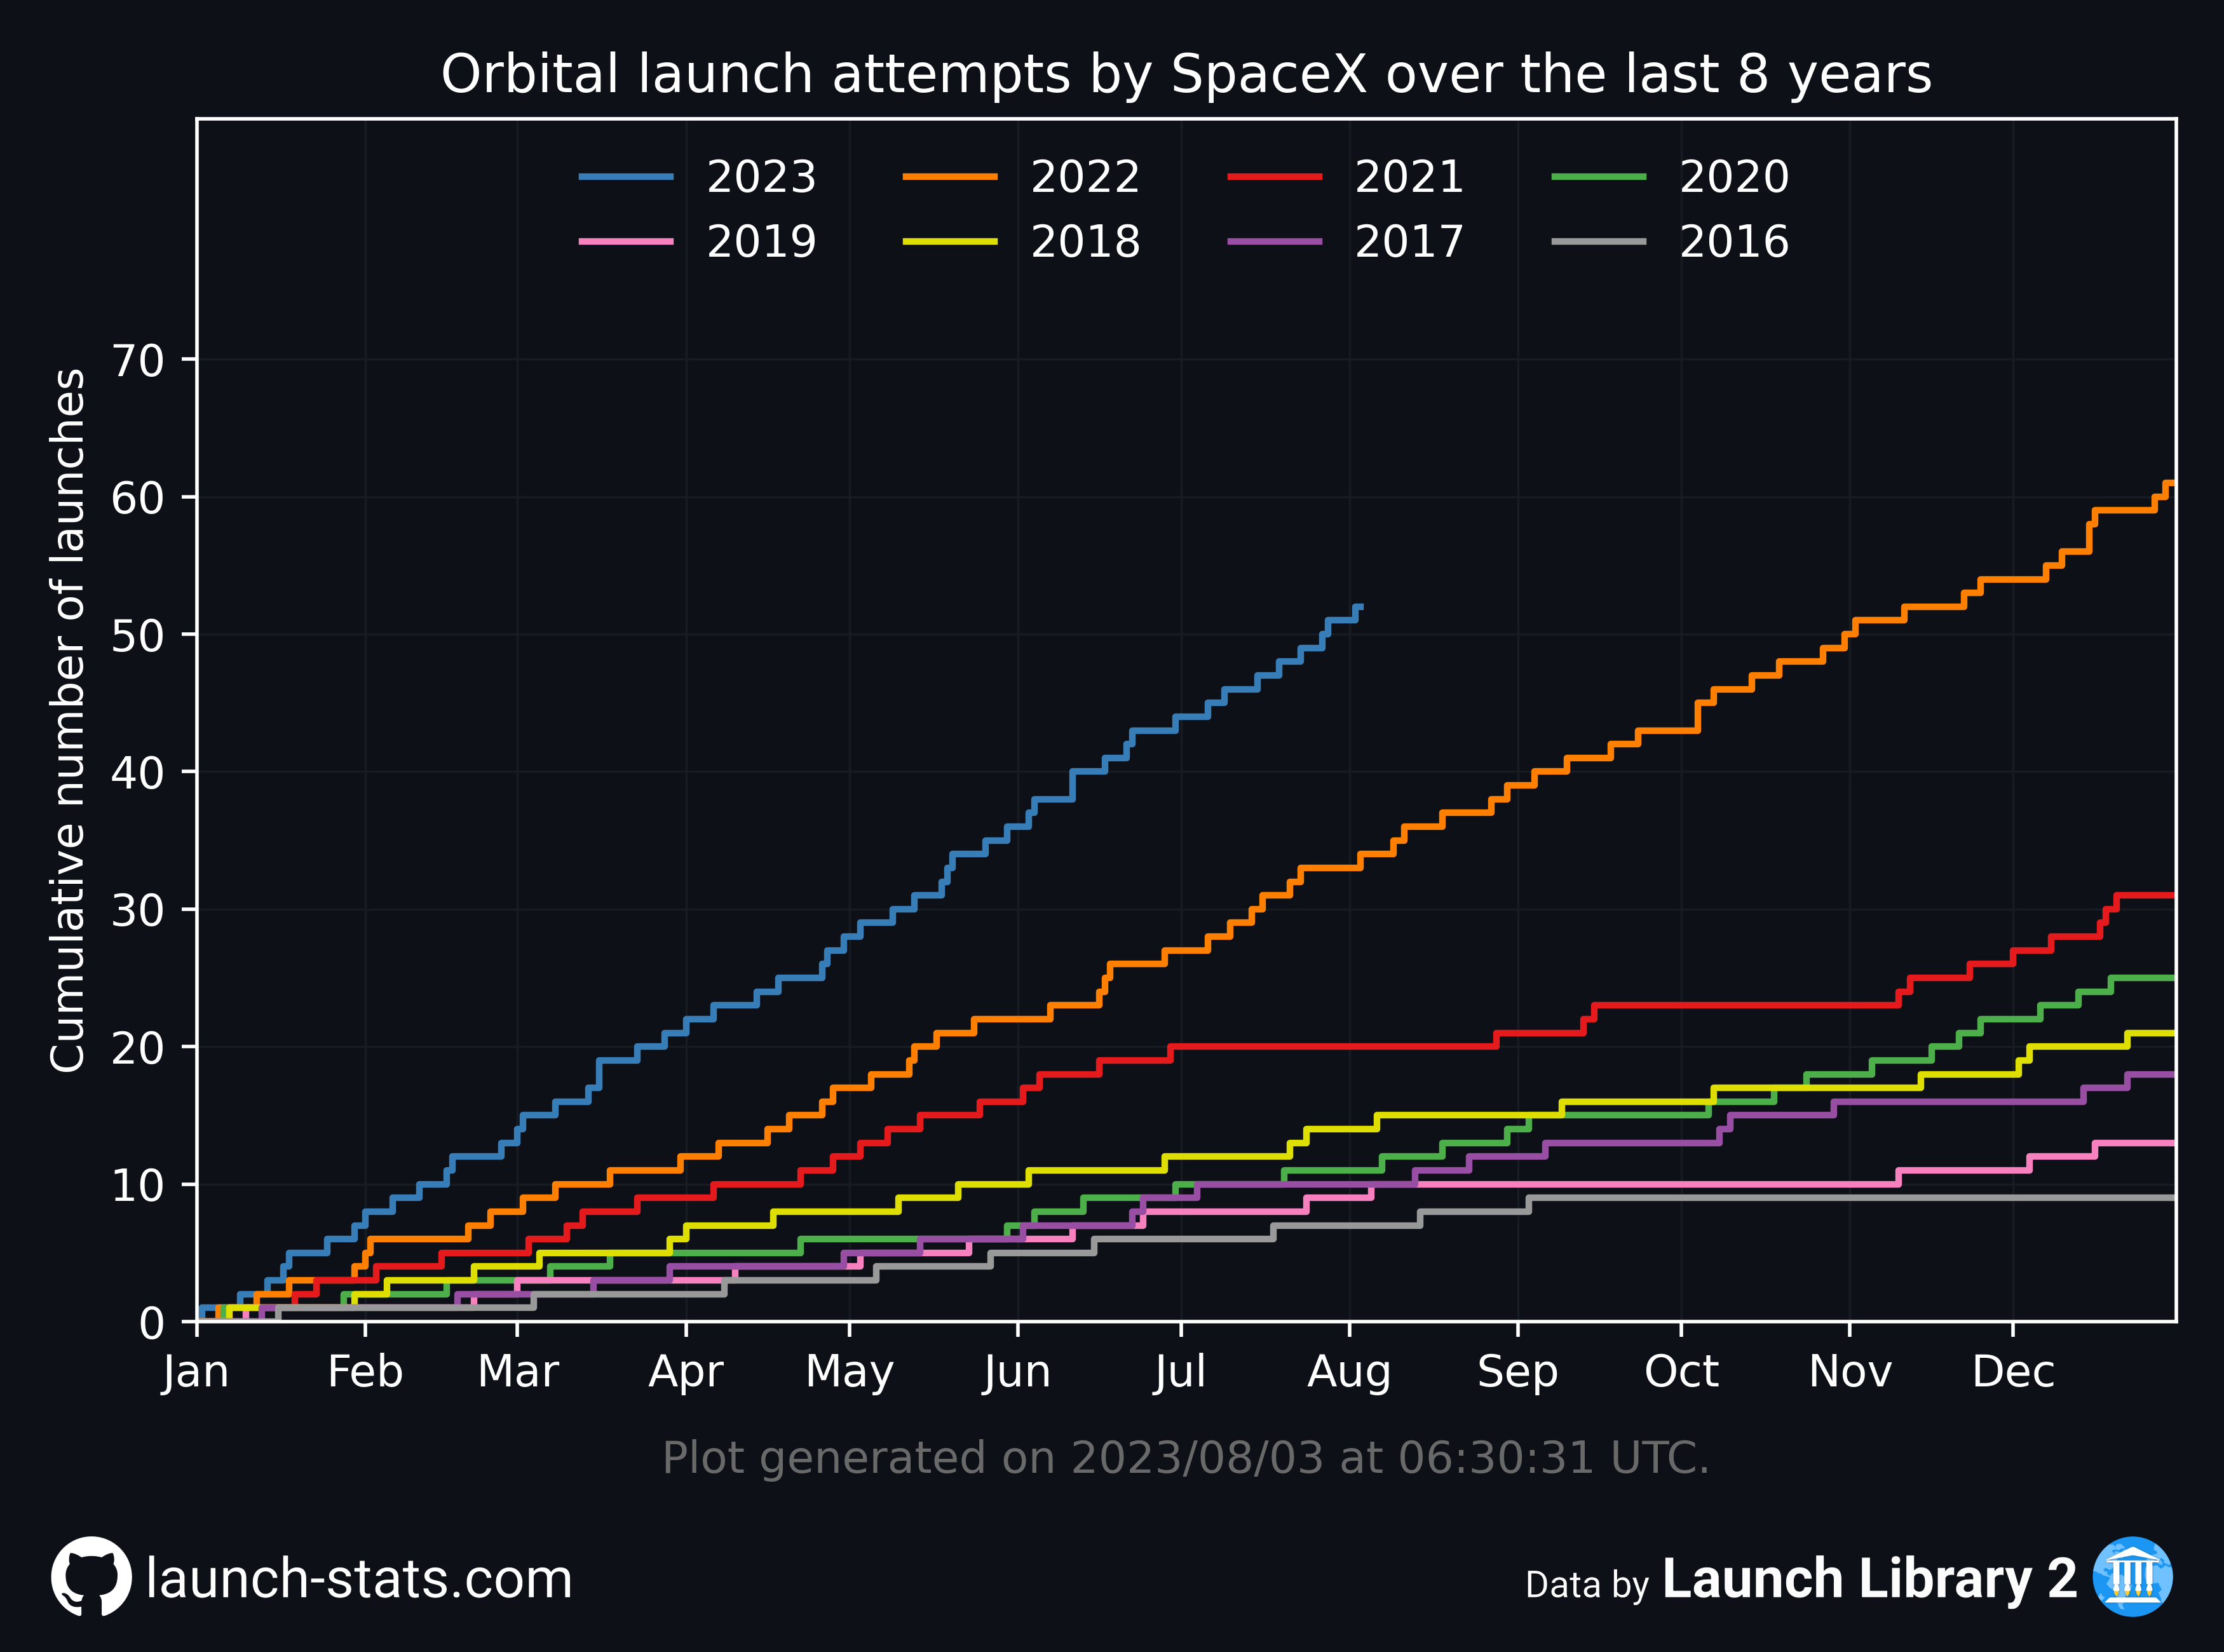 Orbital launch attempts by SpaceX over the last 8 years
2023 2022 2021 2020
2019 2018 2017 2016
Cumulative number of launches
70
60
50
40
30
20
10
0
Jan Feb Mar Apr May Jun Jul Aug Sep Oct Nov Dec
Plot generated on 2023/08/03 at 06:30:31 UTC.
launch-stats.com
Data by Launch Library 2